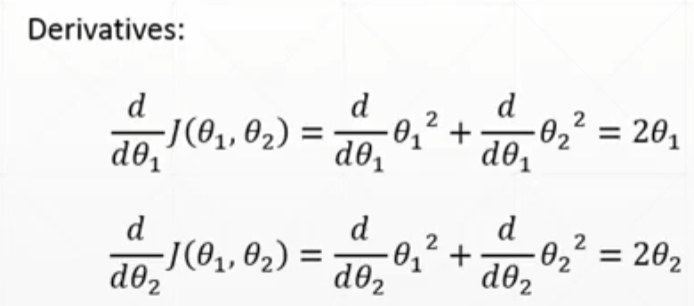 Derivatives:
d/dθ₁ J(θ₁, θ₂) = d/dθ₁ θ₁² + d/dθ₁ θ₂² = 2θ₁
d/dθ₂ J(θ₁, θ₂) = d/dθ₂ θ₁² + d/dθ₂ θ₂² = 2θ₂